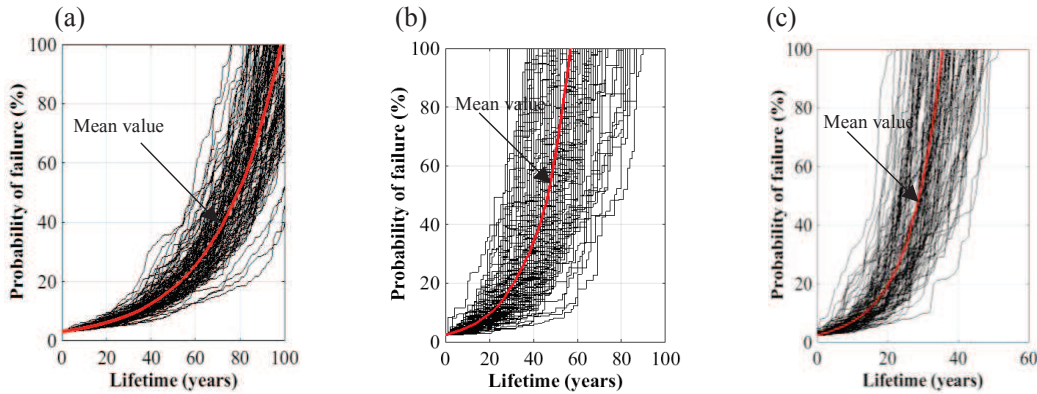 (a)
100
80
60
40
20
0
Probability of failure (%)
Mean value
0 20 40 60 80 100
Lifetime (years)
(b)
100
80
60
40
20
0
Probability of failure (%)
Mean value
0 20 40 60 80 100
Lifetime (years)
(c)
100
80
60
40
20
0
Probability of failure (%)
Mean value
0 20 40 60
Lifetime (years)